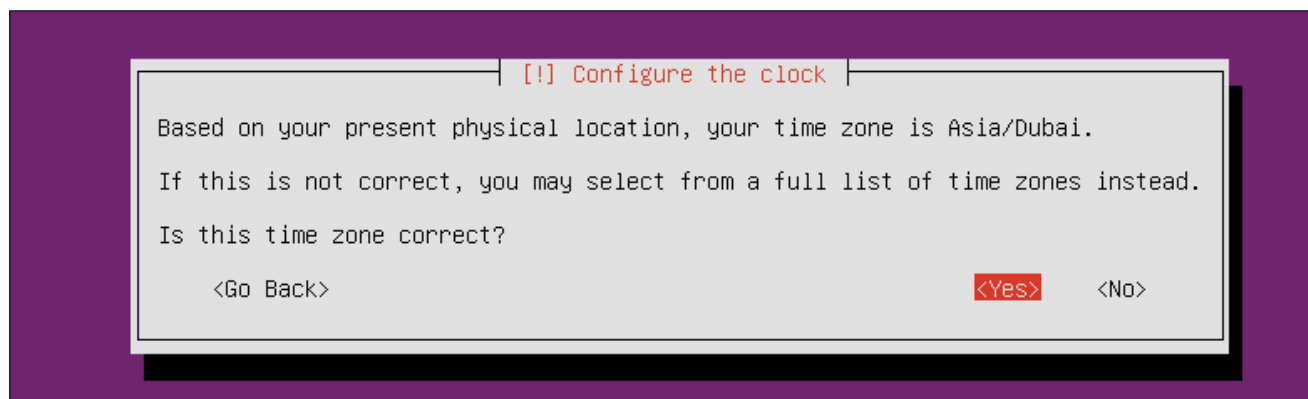 [!] Configure the clock
Based on your present physical location, your time zone is Asia/Dubai.
If this is not correct, you may select from a full list of time zones instead.
Is this time zone correct?
<Go Back> <Yes> <No>